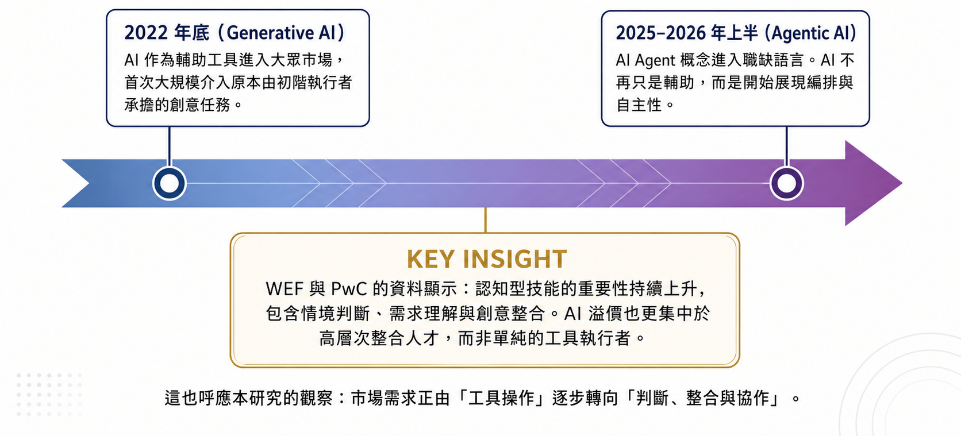 2022 年底（Generative AI）
AI 作為輔助工具進入大眾市場，
首次大規模介入原本由初階執行者
承擔的創意任務。
2025–2026 年上半（Agentic AI）
AI Agent 概念進入職缺語言。AI 不
再只是輔助，而是開始展現編排與
自主性。
KEY INSIGHT
WEF 與 PwC 的資料顯示：認知型技能的重要性持續上升，
包含情境判斷、需求理解與創意整合。AI 溢價也更集中於
高層次整合人才，而非單純的工具執行者。
這也呼應本研究的觀察：市場需求正由「工具操作」逐步轉向「判斷、整合與協作」。